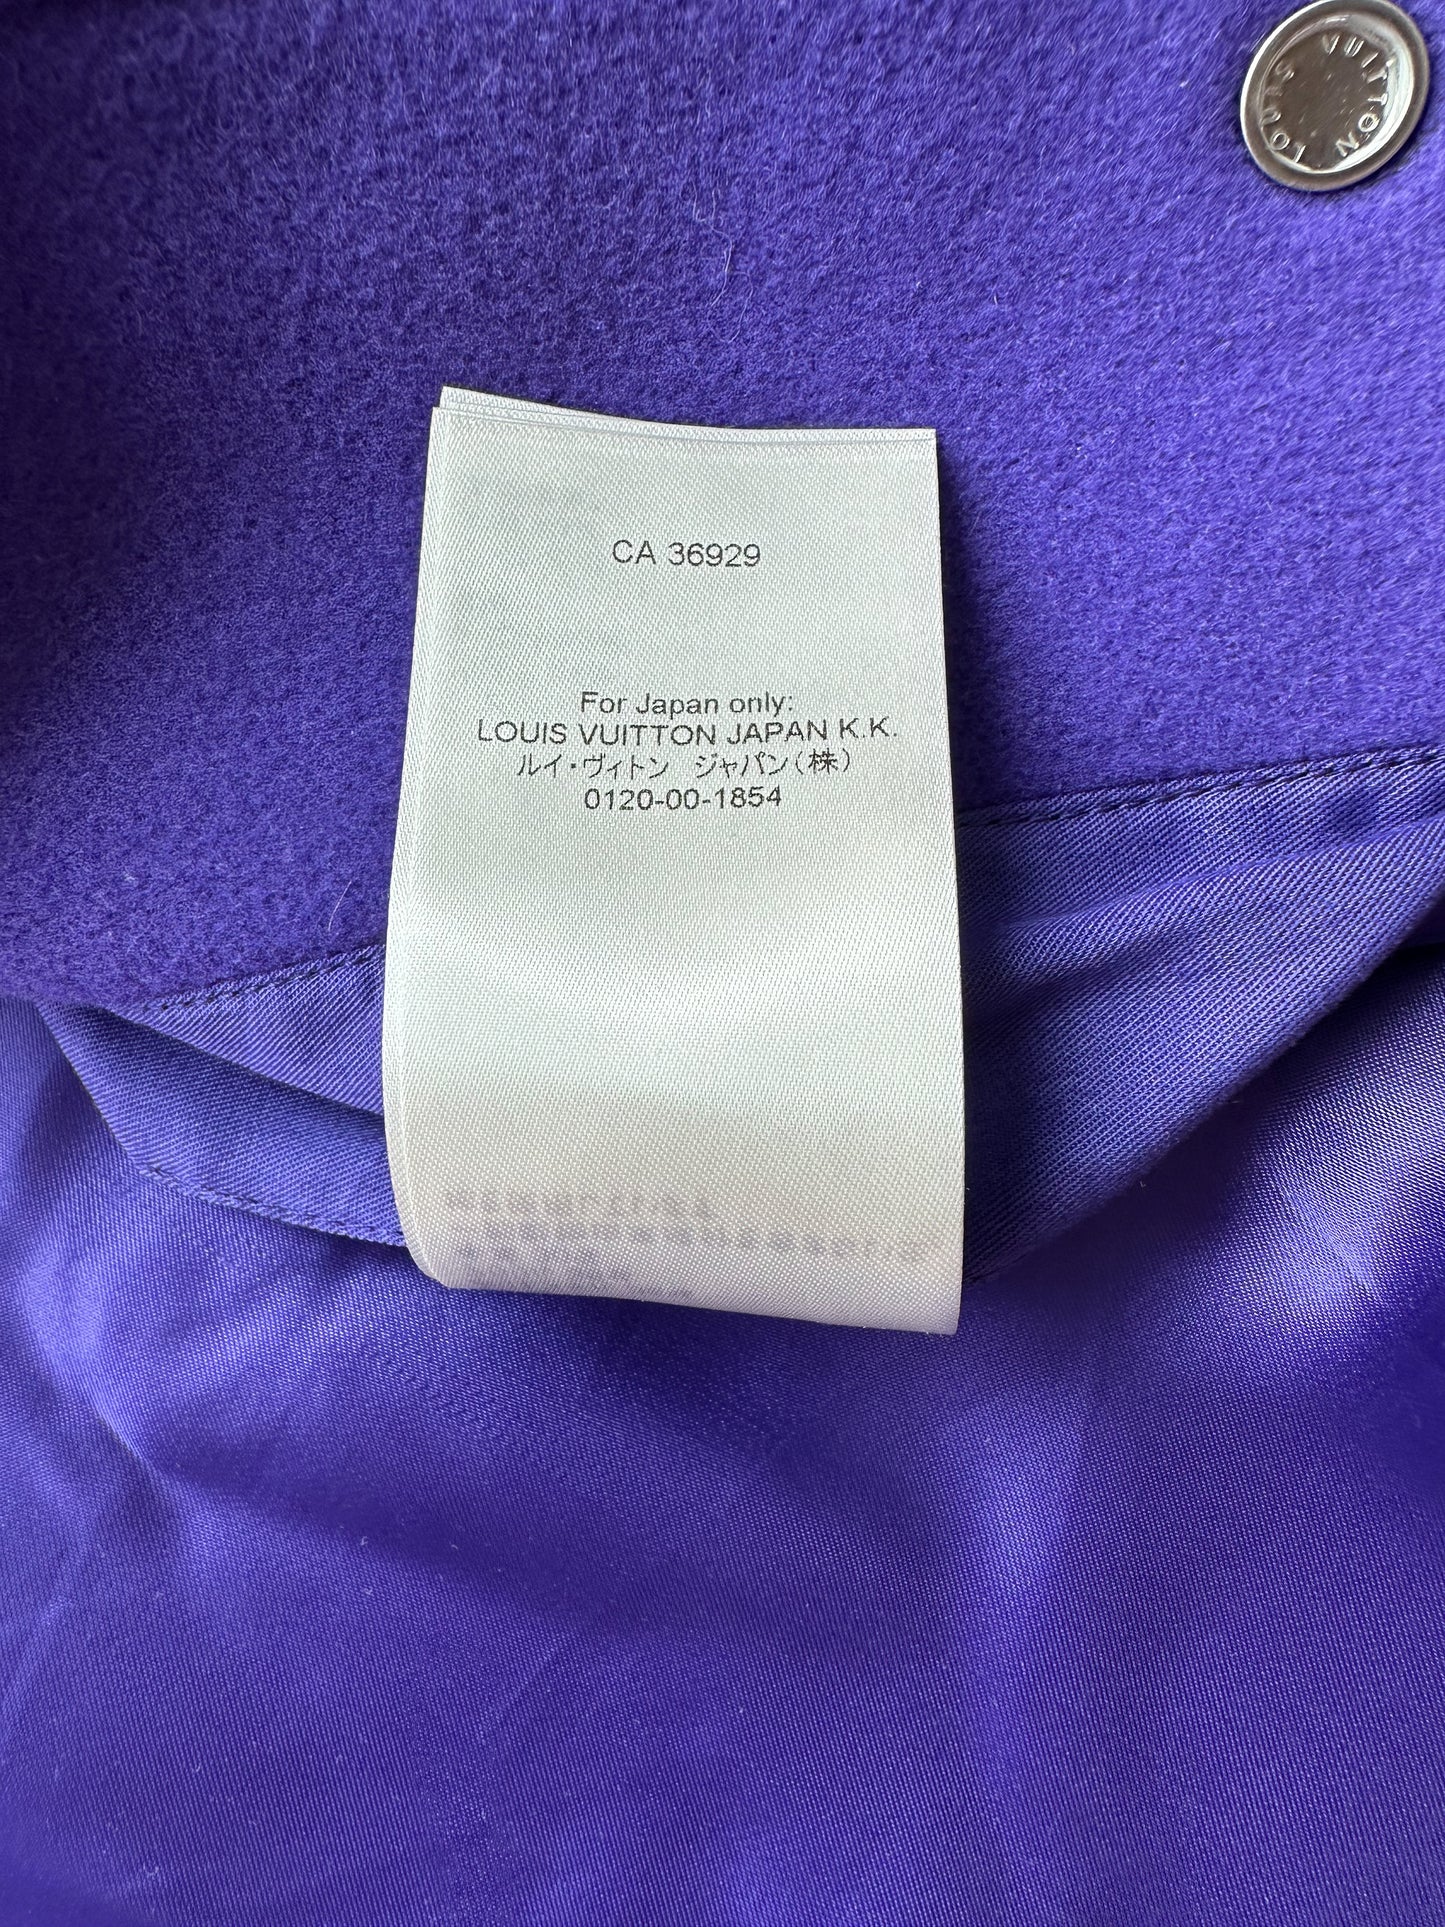 LOUIS VUITTON
CA 36929
For Japan only:
LOUIS VUITTON JAPAN K.K.
ルイ・ヴィトン ジャパン(株)
0120-00-1854